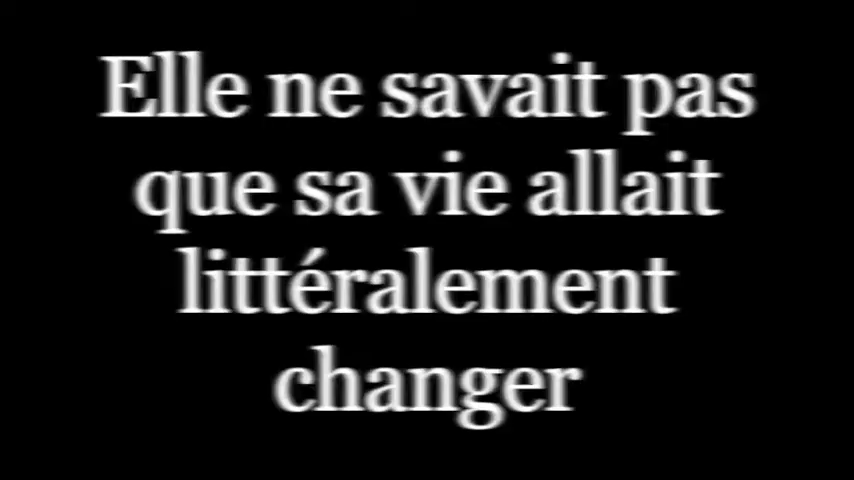 Elle ne savait pas
que sa vie allait
littéralement
changer